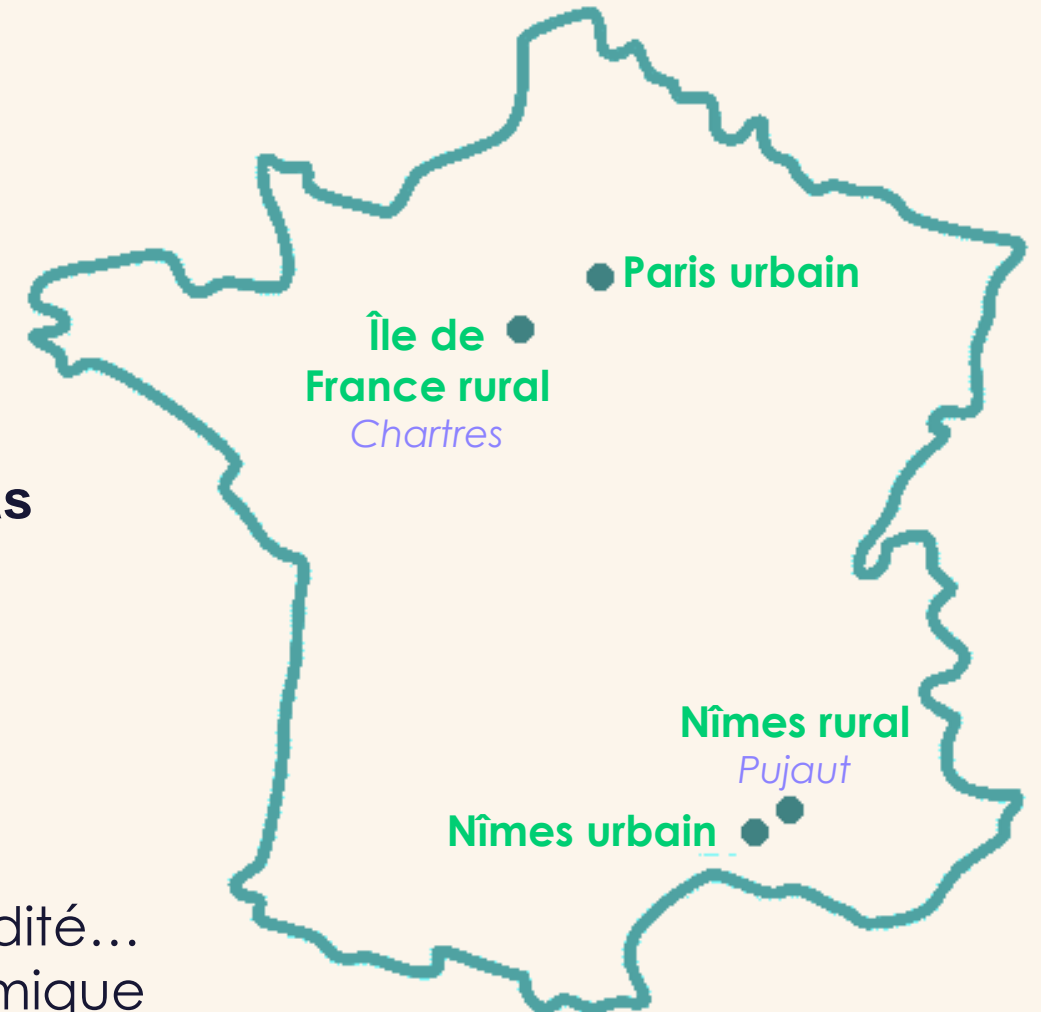 Paris urbain
Île de
France rural
Chartres
Nîmes rural
Pujaut
Nîmes urbain
dité…
mique